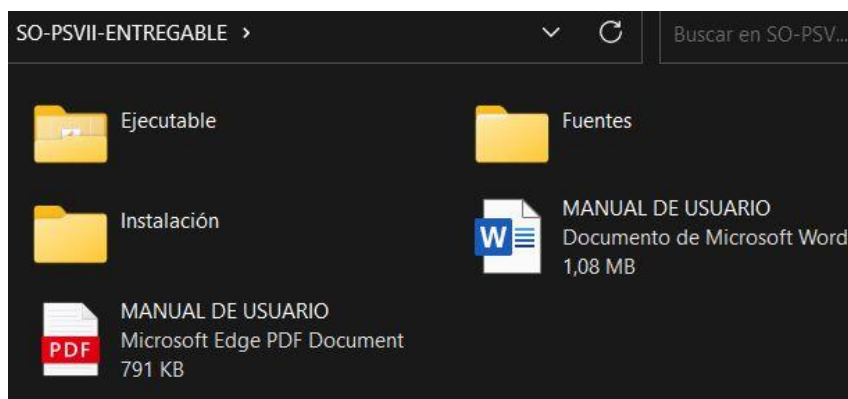 SO-PSVII-ENTREGABLE >
Buscar en SO-PSV...
Ejecutable
Fuentes
Instalación
MANUAL DE USUARIO
Documento de Microsoft Word
1,08 MB
MANUAL DE USUARIO
Microsoft Edge PDF Document
791 KB
W
PDF